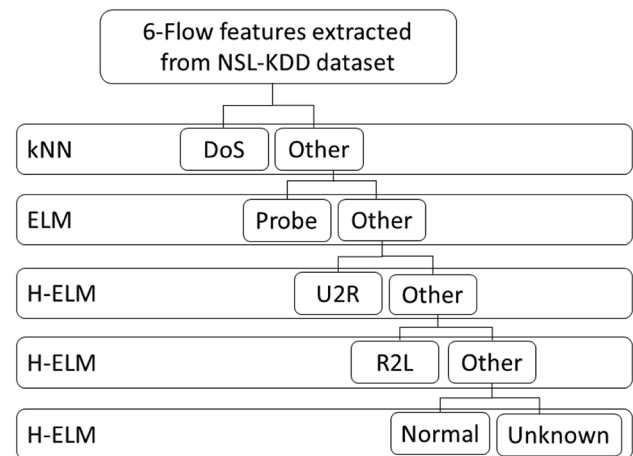 6-Flow features extracted
from NSL-KDD dataset
kNN DoS Other
ELM Probe Other
H-ELM U2R Other
H-ELM R2L Other
H-ELM Normal Unknown